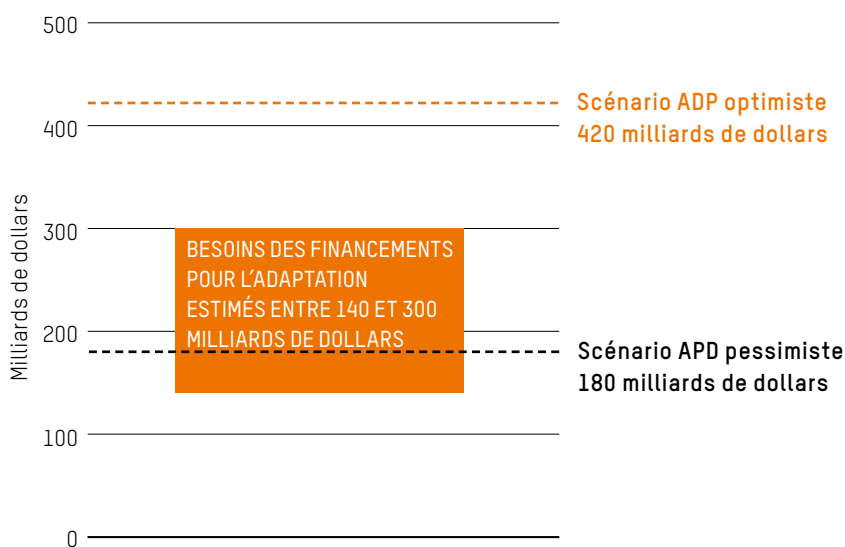 500
Scénario ADP optimiste
420 milliards de dollars
400
Milliards de dollars
300
BESOINS DES FINANCEMENTS
POUR L'ADAPTATION
ESTIMÉS ENTRE 140 ET 300
MILLIARDS DE DOLLARS
200
Scénario APD pessimiste
180 milliards de dollars
100
0